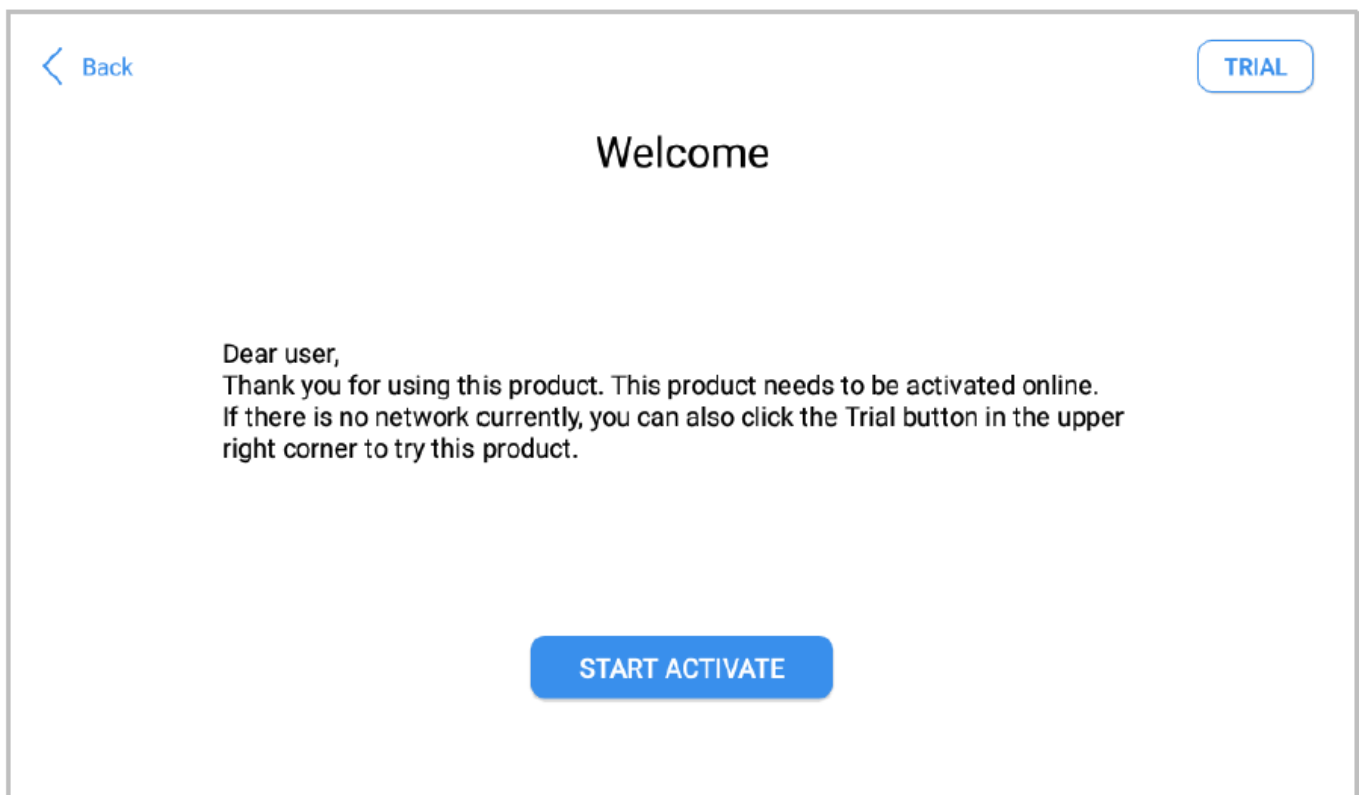 Back
TRIAL
Welcome
Dear user,
Thank you for using this product. This product needs to be activated online.
If there is no network currently, you can also click the Trial button in the upper
right corner to try this product.
START ACTIVATE